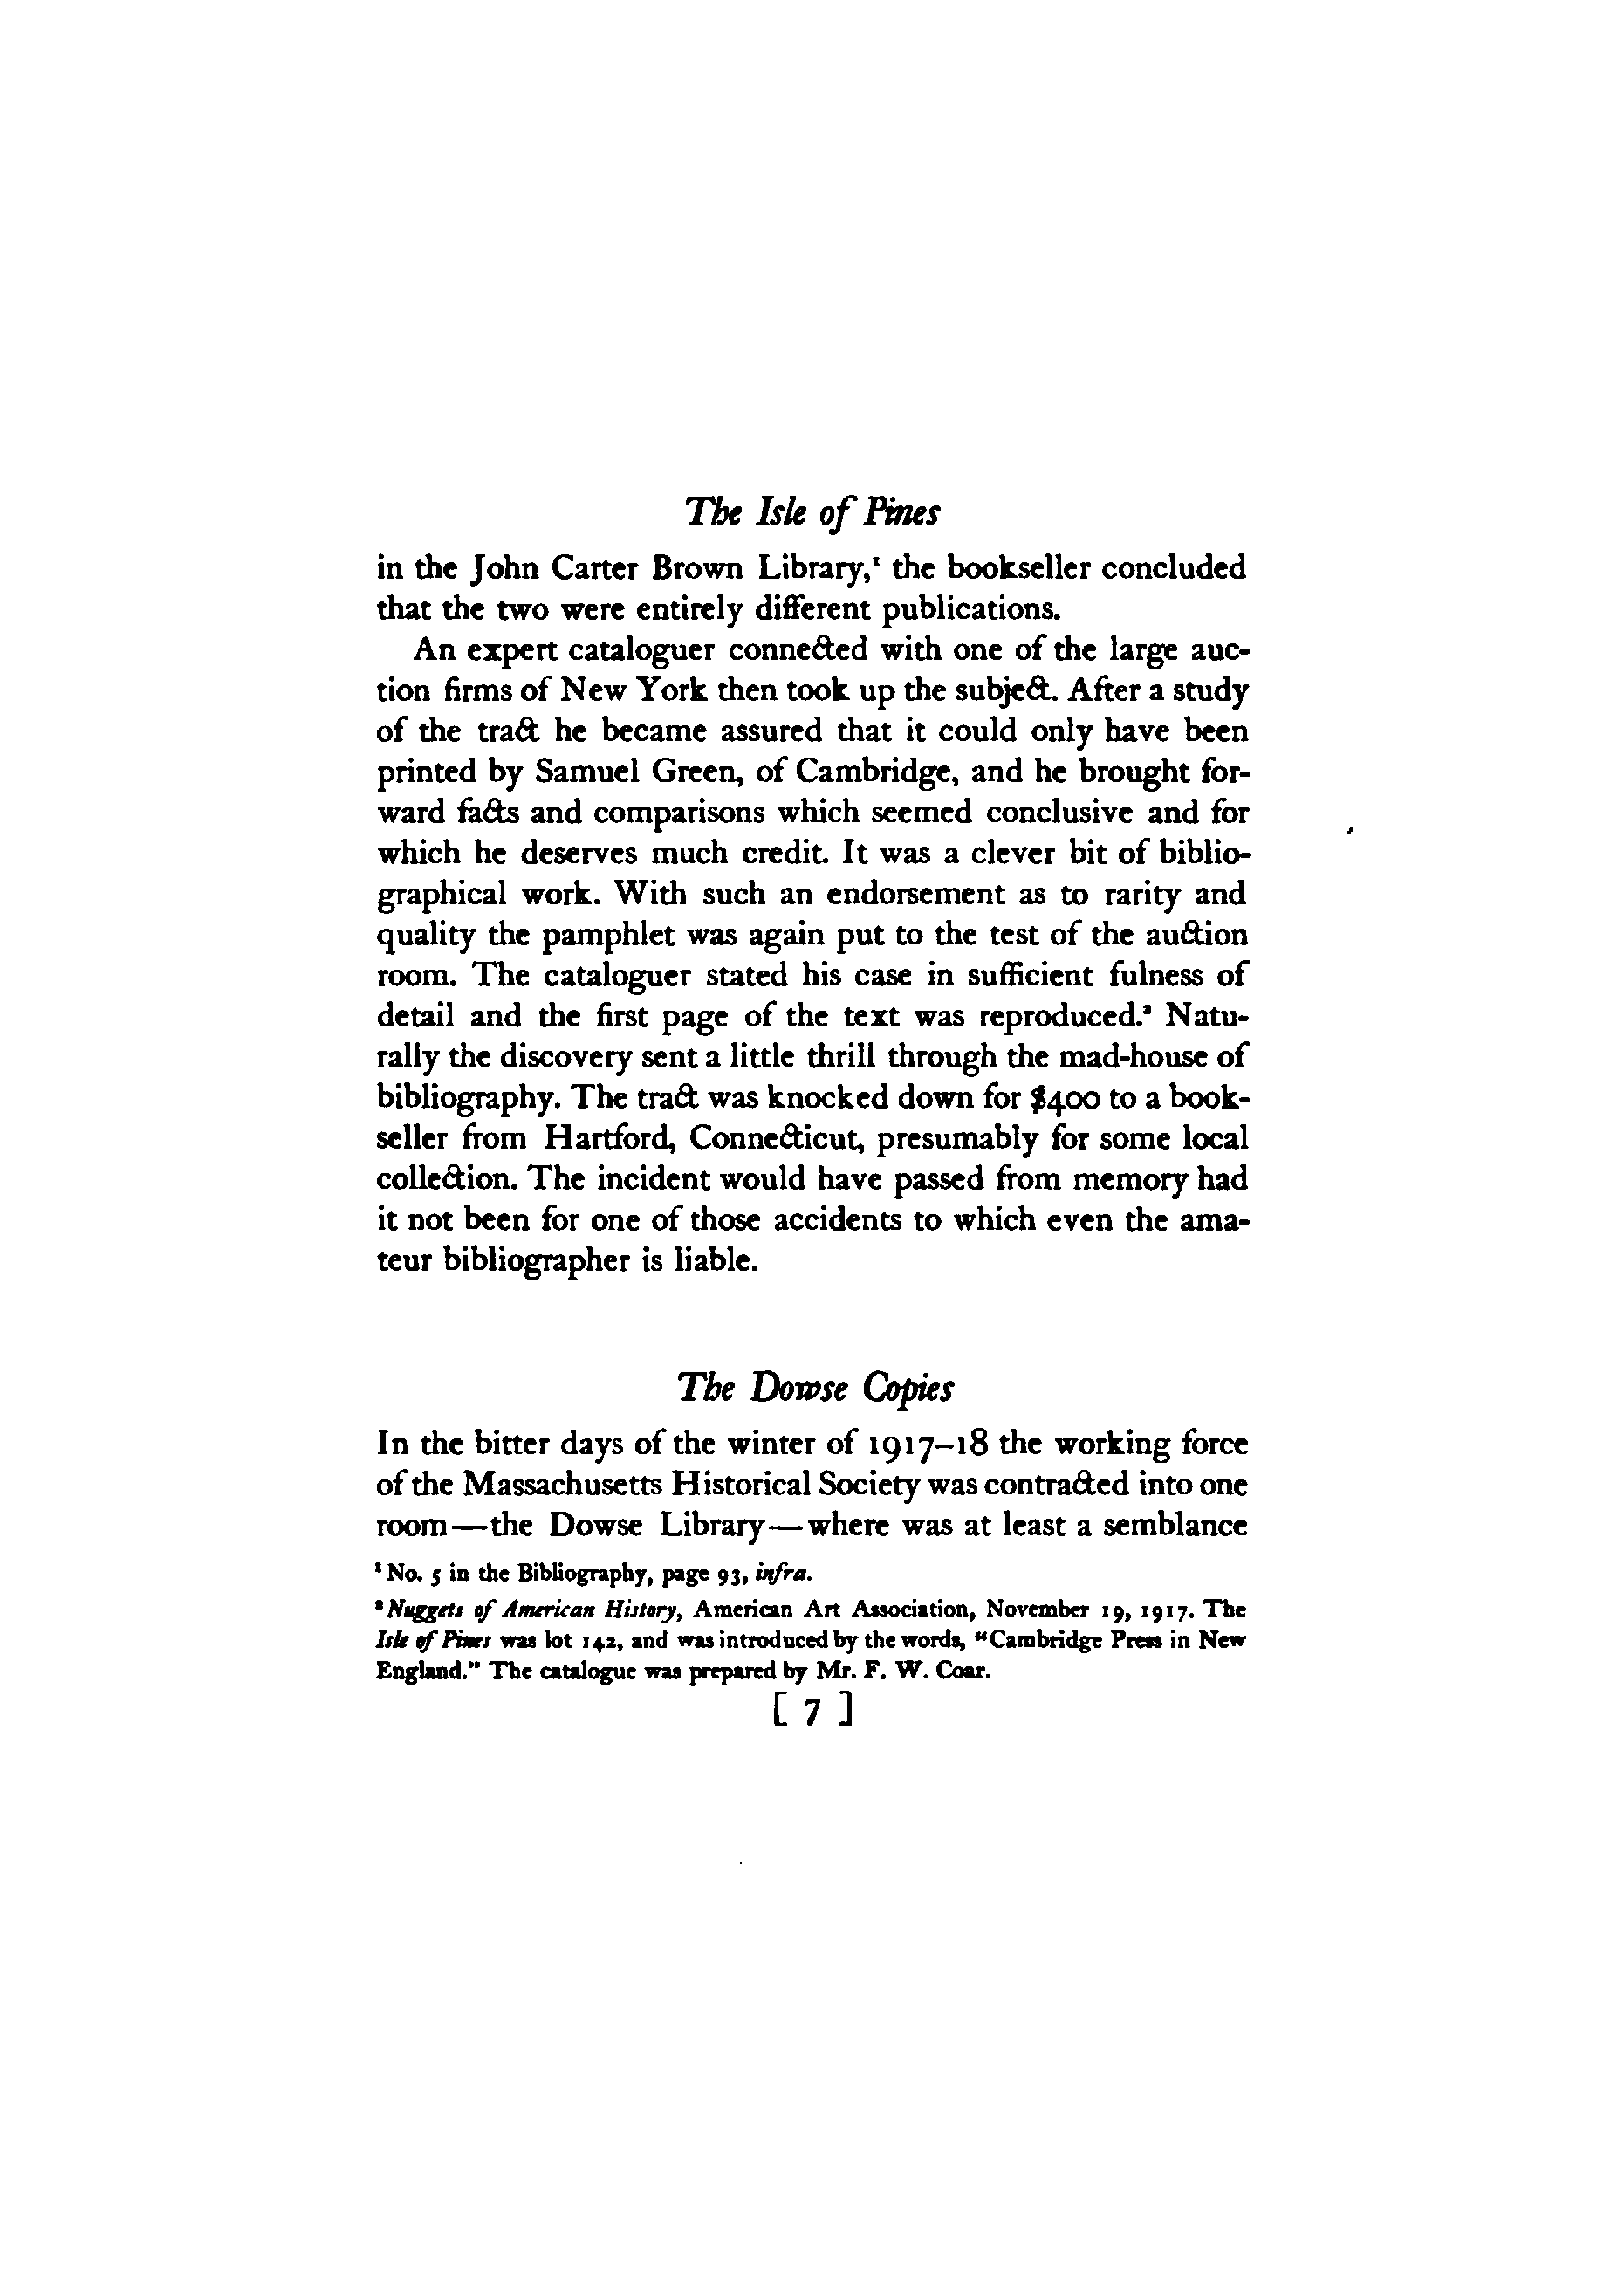 The Isle of Pines
in the John Carter Brown Library,¹ the bookseller concluded
that the two were entirely different publications.
An expert cataloguer connected with one of the large auc-
tion firms of New York then took up the subject. After a study
of the tract he became assured that it could only have been
printed by Samuel Green, of Cambridge, and he brought for-
ward facts and comparisons which seemed conclusive and for
which he deserves much credit. It was a clever bit of biblio-
graphical work. With such an endorsement as to rarity and
quality the pamphlet was again put to the test of the auction
room. The cataloguer stated his case in sufficient fulness of
detail and the first page of the text was reproduced.² Natu-
rally the discovery sent a little thrill through the mad-house of
bibliography. The tract was knocked down for $400 to a book-
seller from Hartford, Connecticut, presumably for some local
collection. The incident would have passed from memory had
it not been for one of those accidents to which even the ama-
teur bibliographer is liable.
The Dowse Copies
In the bitter days of the winter of 1917–18 the working force
of the Massachusetts Historical Society was contracted into one
room—the Dowse Library—where was at least a semblance
¹ No. 5 in the Bibliography, page 93, infra.
² Nuggets of American History, American Art Association, November 19, 1917. The
Isle of Pines was lot 142, and was introduced by the words, "Cambridge Press in New
England." The catalogue was prepared by Mr. F. W. Coar.
[ 7 ]